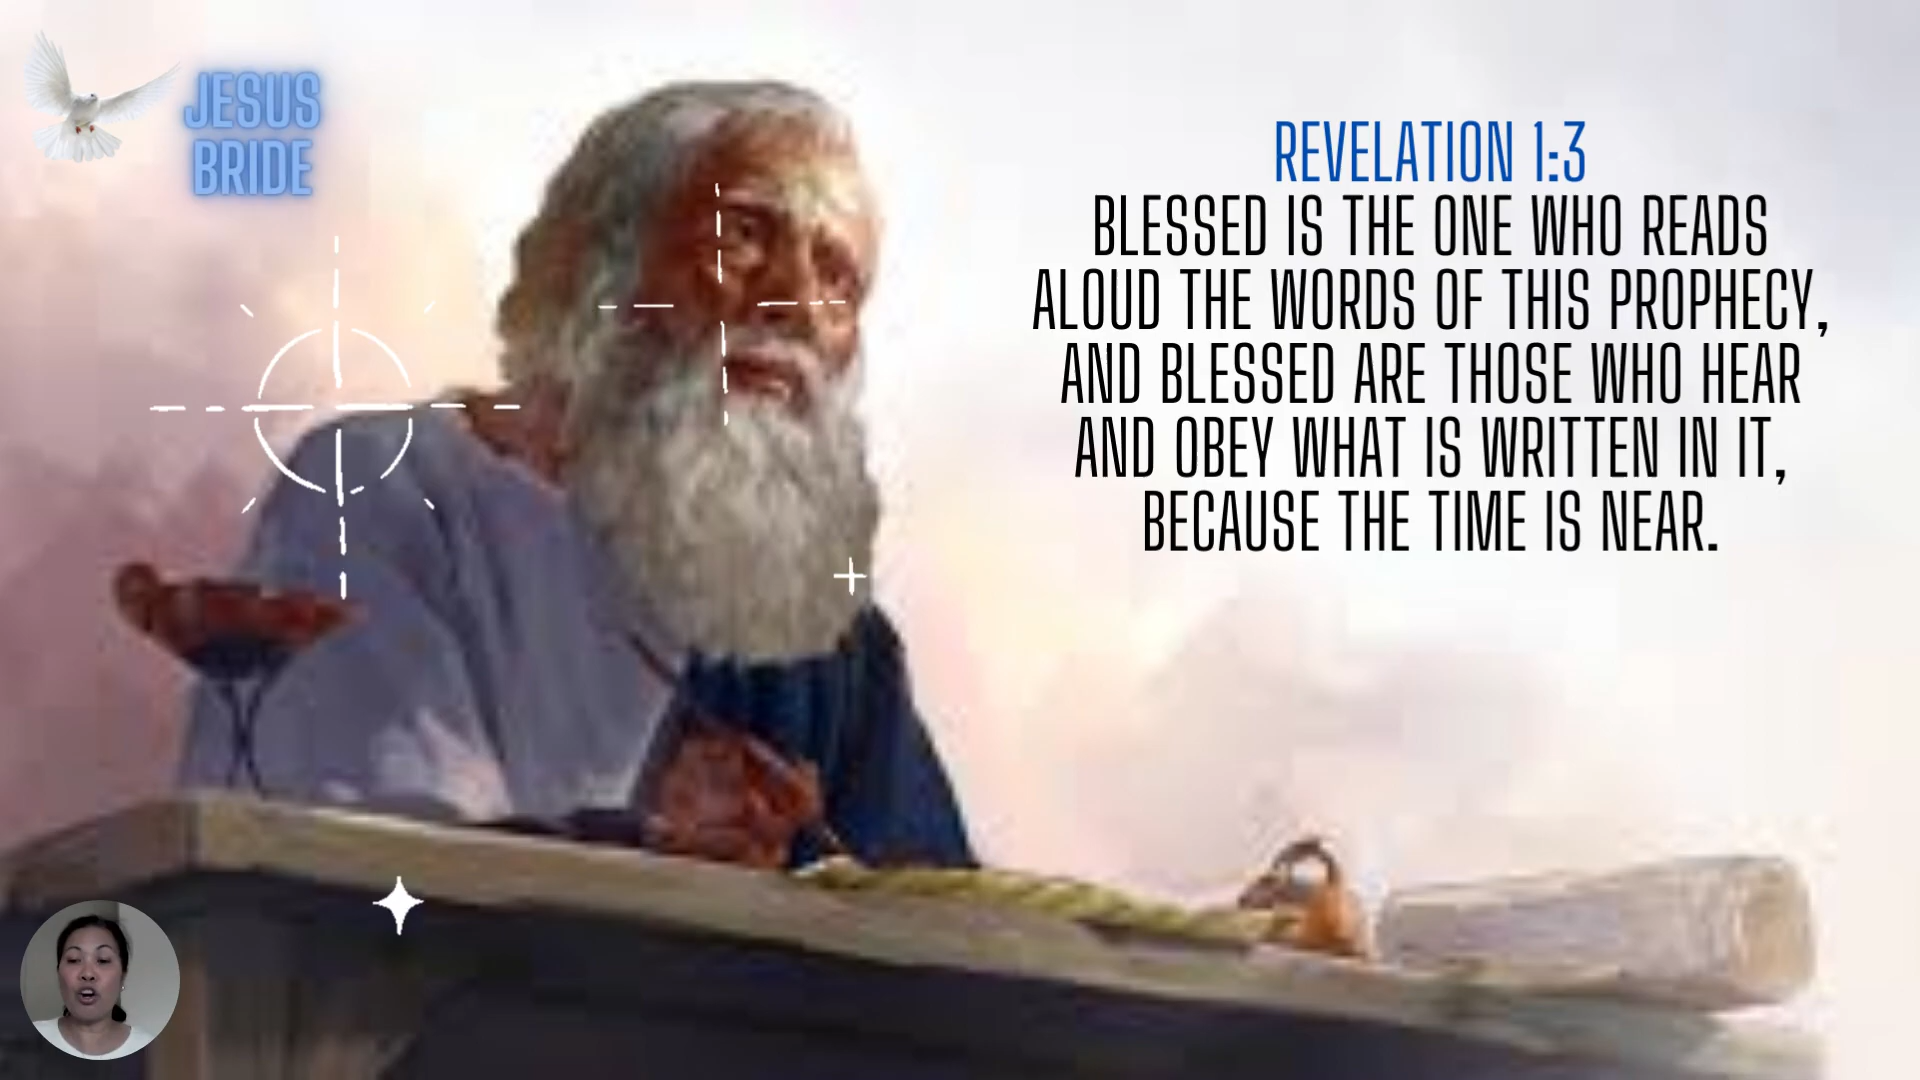 JESUS
BRIDE
REVELATION 1:3
BLESSED IS THE ONE WHO READS
ALOUD THE WORDS OF THIS PROPHECY,
AND BLESSED ARE THOSE WHO HEAR
AND OBEY WHAT IS WRITTEN IN IT,
BECAUSE THE TIME IS NEAR.